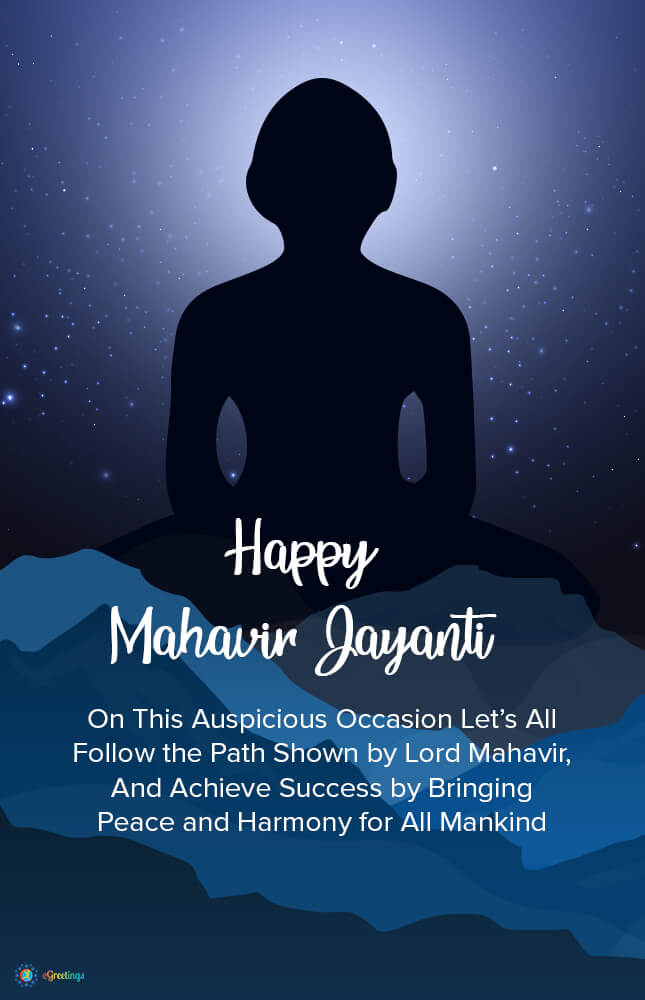 Happy
Mahavir Jayanti
On This Auspicious Occasion Let’s All
Follow the Path Shown by Lord Mahavir,
And Achieve Success by Bringing
Peace and Harmony for All Mankind
eGreetings